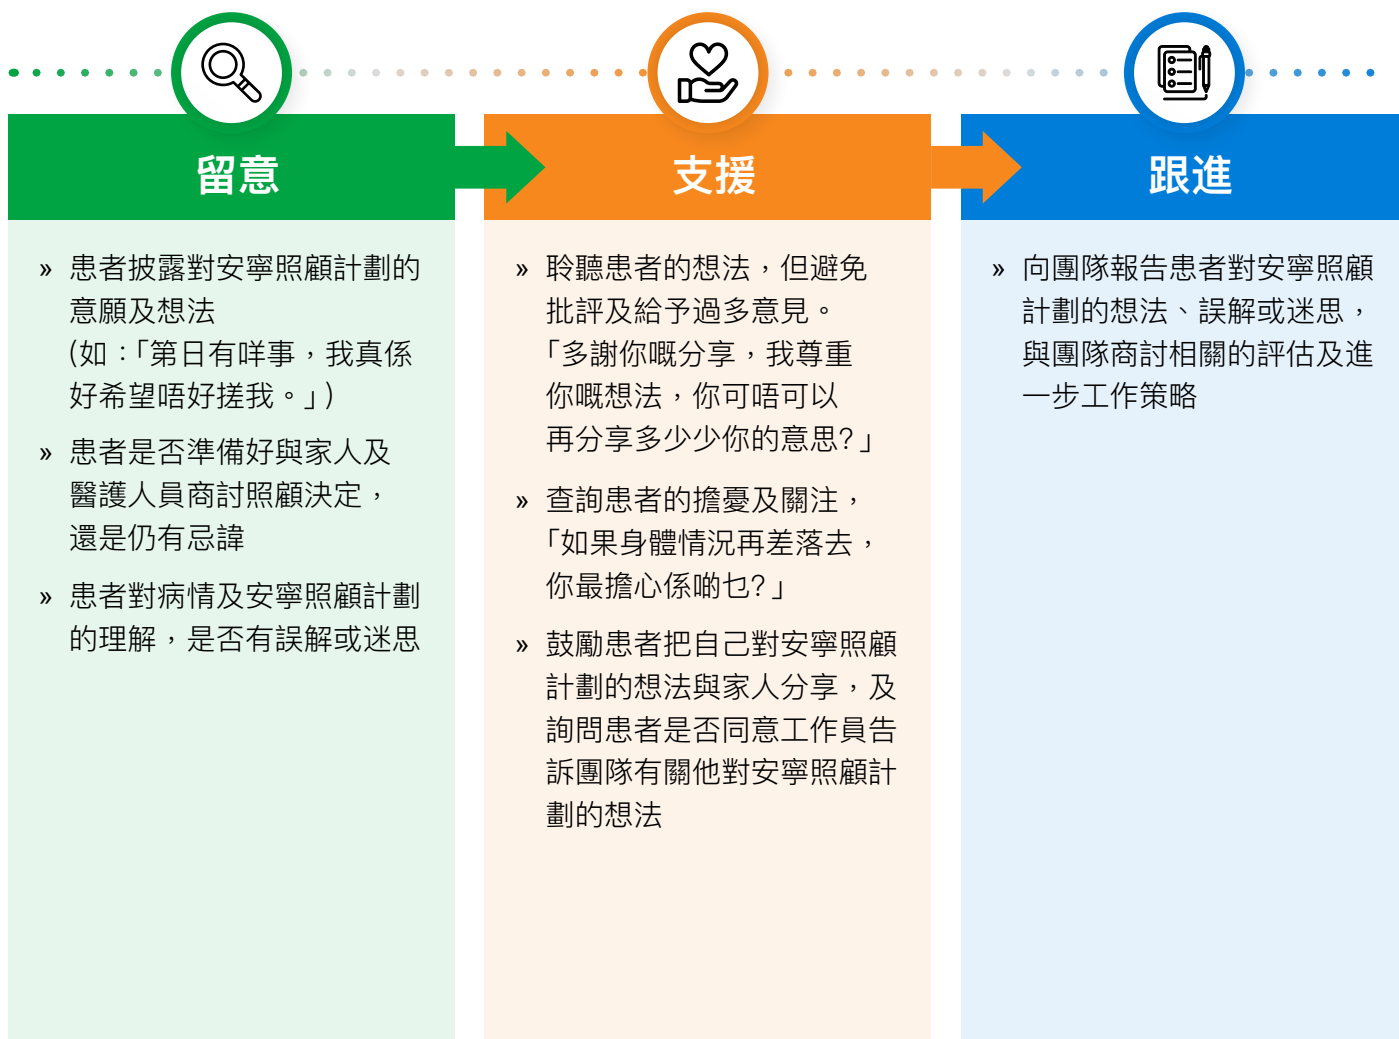 留意
» 患者披露對安寧照顧計劃的
意願及想法
(如：「第日有咩事，我真係
好希望唔好搓我。」)
» 患者是否準備好與家人及
醫護人員商討照顧決定，
還是仍有忌諱
» 患者對病情及安寧照顧計劃
的理解，是否有誤解或迷思
支援
» 聆聽患者的想法，但避免
批評及給予過多意見。
「多謝你嘅分享，我尊重
你嘅想法，你可唔可以
再分享多少少你的意思?」
» 查詢患者的擔憂及關注，
「如果身體情況再差落去，
你最擔心係啲乜?」
» 鼓勵患者把自己對安寧照顧
計劃的想法與家人分享，及
詢問患者是否同意工作員告
訴團隊有關他對安寧照顧計
劃的想法
跟進
» 向團隊報告患者對安寧照顧
計劃的想法、誤解或迷思，
與團隊商討相關的評估及進
一步工作策略